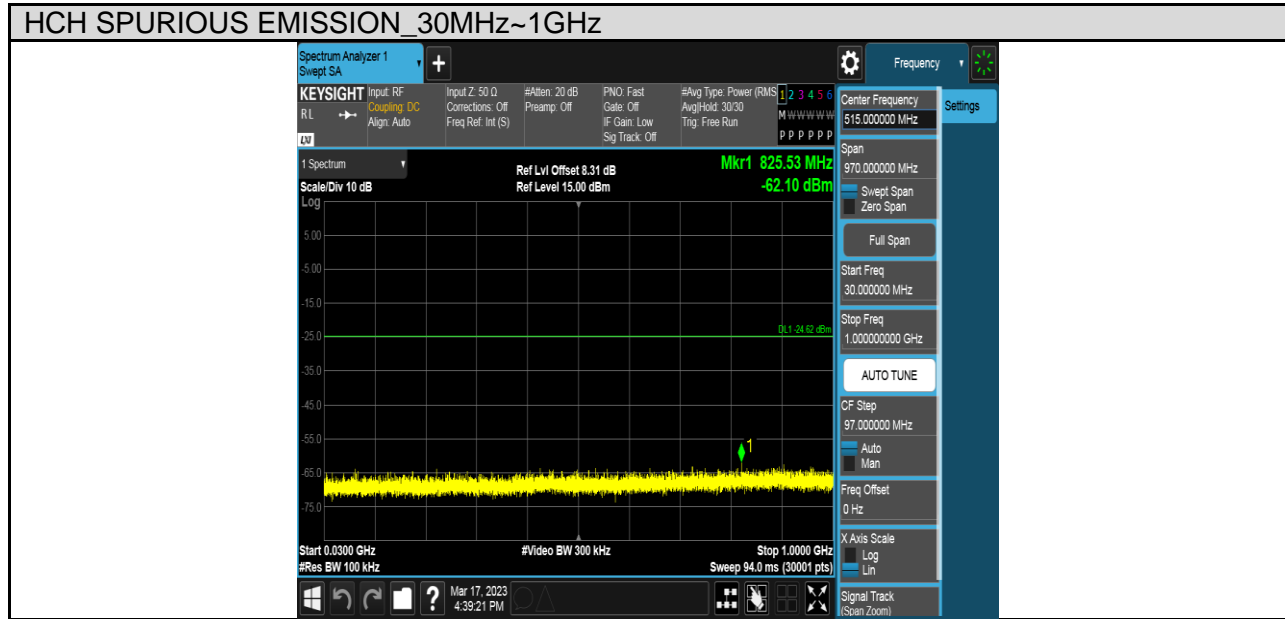 HCH SPURIOUS EMISSION_30MHz~1GHz
Spectrum Analyzer 1
Swept SA
+
Frequency
KEYSIGHT
RL
LXI
Input: RF
Coupling: DC
Align: Auto
Input Z: 50 Ω
Corrections: Off
Freq Ref: Int (S)
#Atten: 20 dB
Preamp: Off
PNO: Fast
Gate: Off
IF Gain: Low
Sig Track: Off
#Avg Type: Power (RMS
Avg|Hold: 30/30
Trig: Free Run
1 2 3 4 5 6
M W W W W W
P P P P P P
1 Spectrum
Scale/Div 10 dB
Ref Lvl Offset 8.31 dB
Ref Level 15.00 dBm
Mkr1 825.53 MHz
-62.10 dBm
Log
5.00
-5.00
-15.0
-25.0
-35.0
-45.0
-55.0
-65.0
-75.0
DL1 -24.62 dBm
1
Start 0.0300 GHz
#Res BW 100 kHz
#Video BW 300 kHz
Stop 1.0000 GHz
Sweep 94.0 ms (30001 pts)
?
Mar 17, 2023
4:39:21 PM
Center Frequency
515.000000 MHz
Settings
Span
970.000000 MHz
Swept Span
Zero Span
Full Span
Start Freq
30.000000 MHz
Stop Freq
1.000000000 GHz
AUTO TUNE
CF Step
97.000000 MHz
Auto
Man
Freq Offset
0 Hz
X Axis Scale
Log
Lin
Signal Track
(Span Zoom)